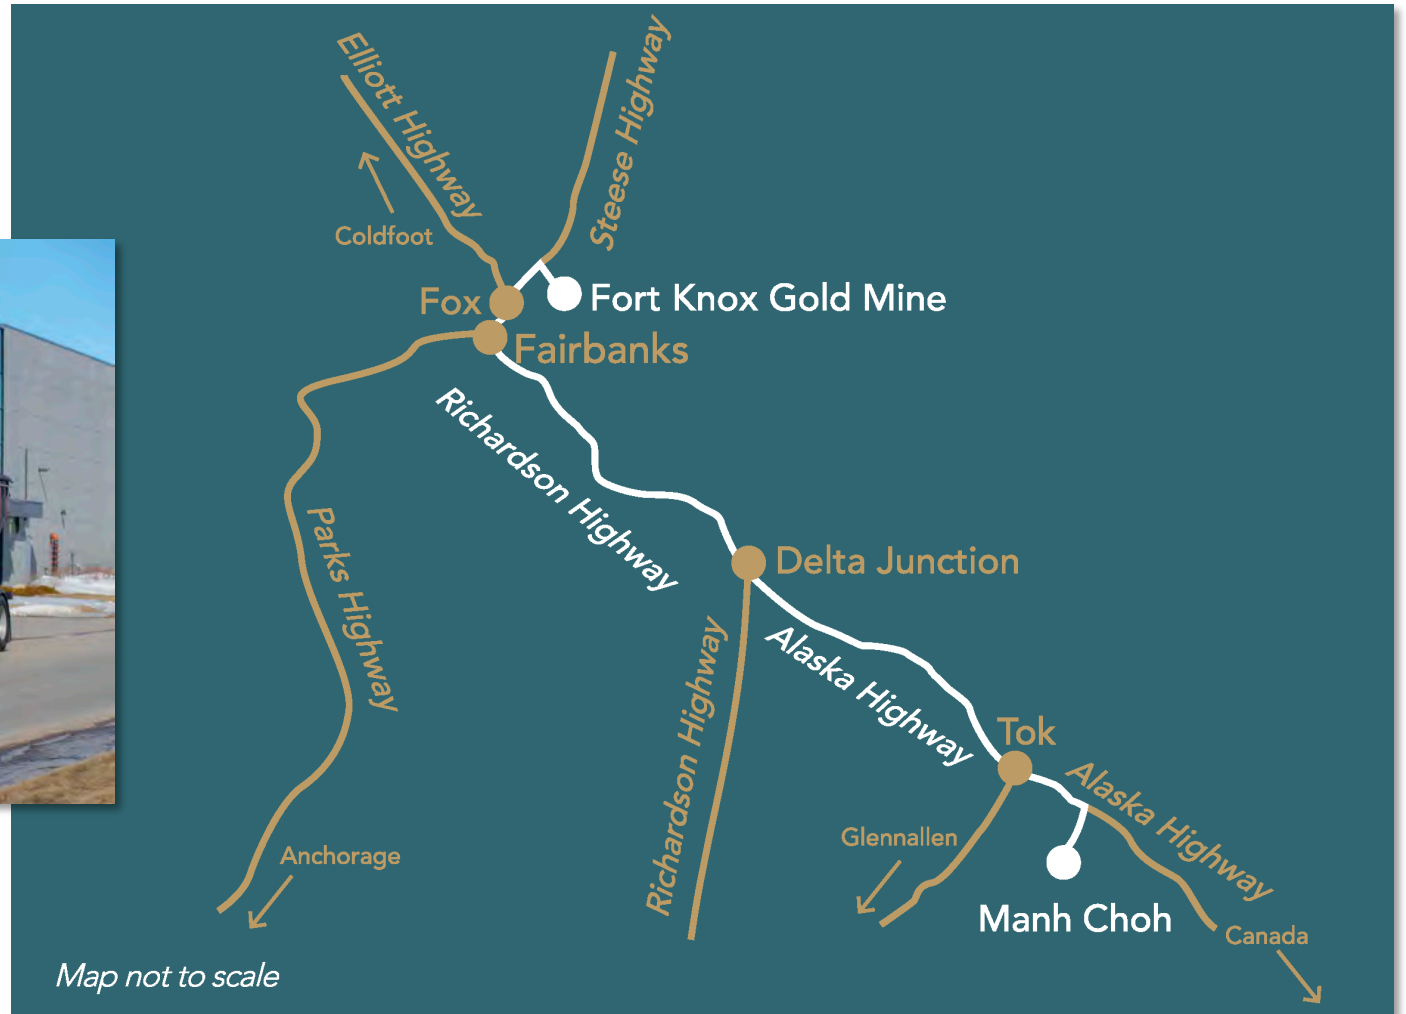 Elliott Highway
Steese Highway
Coldfoot
Fox
Fort Knox Gold Mine
Fairbanks
Richardson Highway
Parks Highway
Delta Junction
Richardson Highway
Alaska Highway
Tok
Alaska Highway
Glennallen
Anchorage
Manh Choh
Canada
Map not to scale